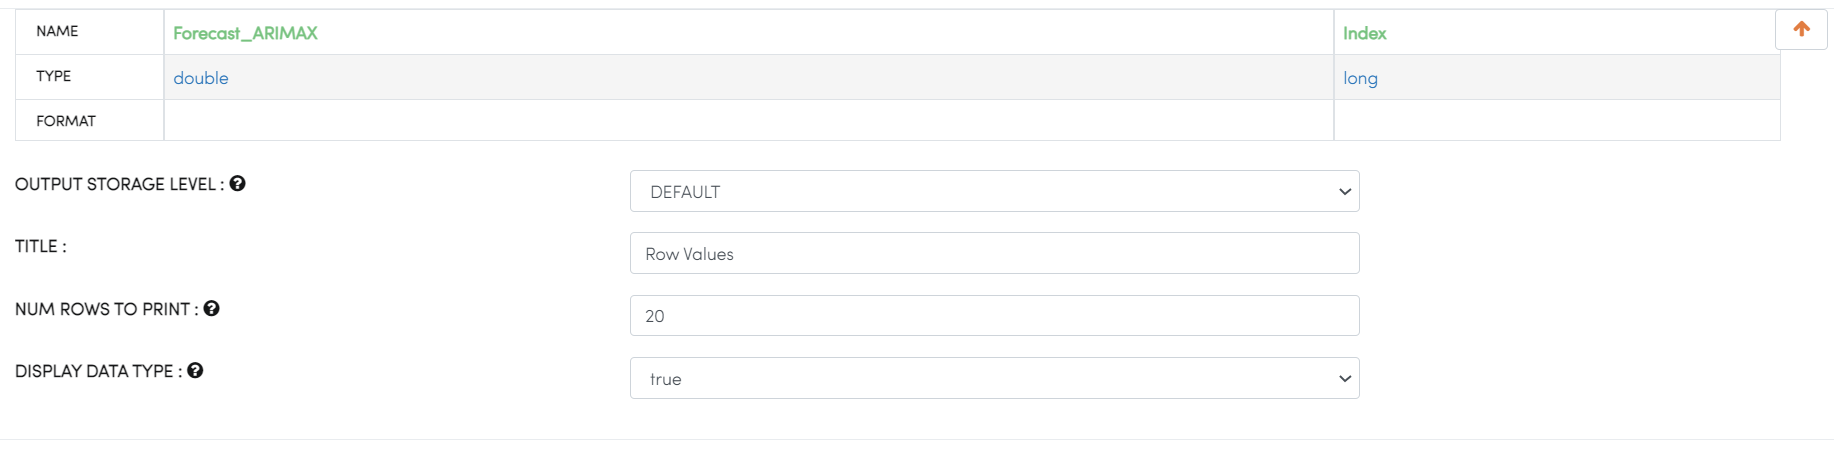 NAME Forecast_ARIMAX Index
TYPE double long
FORMAT
OUTPUT STORAGE LEVEL : DEFAULT
TITLE : Row Values
NUM ROWS TO PRINT : 20
DISPLAY DATA TYPE : true